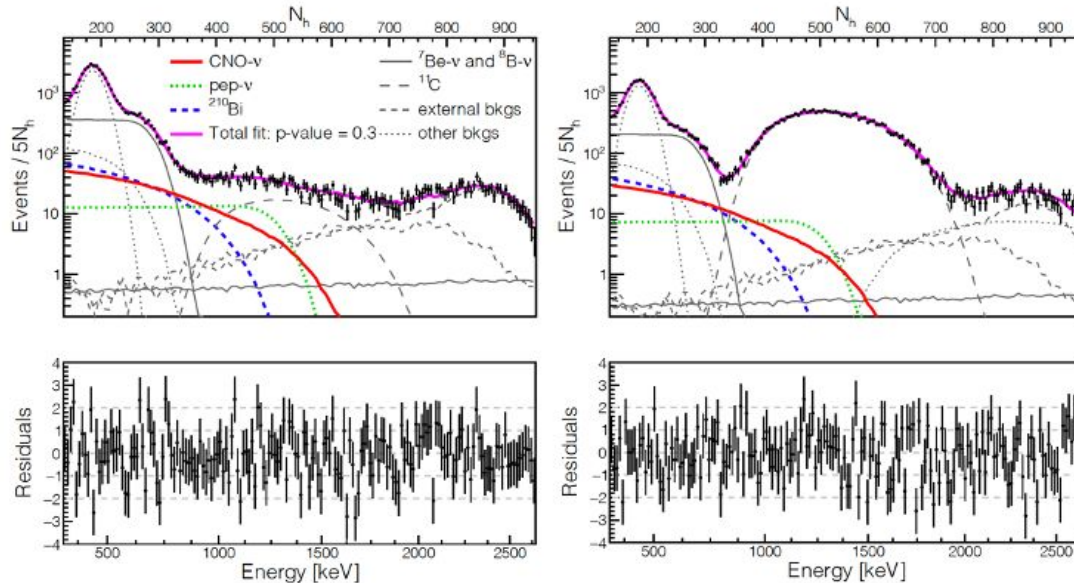 N_h
200 300 400 500 600 700 800 900
10³
10²
10
1
Events / 5N_h
CNO-ν
pep-ν
²¹⁰Bi
Total fit: p-value = 0.3
⁷Be-ν and ⁸B-ν
¹¹C
external bkgs
other bkgs
4
3
2
1
0
−1
−2
−3
−4
Residuals
500 1000 1500 2000 2500
Energy [keV]
N_h
200 300 400 500 600 700 800 900
10³
10²
10
1
Events / 5N_h
4
3
2
1
0
−1
−2
−3
−4
Residuals
500 1000 1500 2000 2500
Energy [keV]